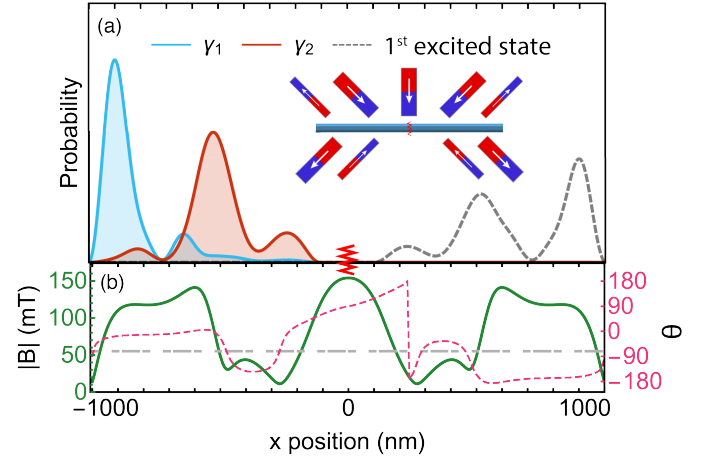 (a)
γ1 γ2 1st excited state
Probability
(b)
|B| (mT)
150
100
50
0
180
90
0
−90
−180
θ
−1000 0 1000
x position (nm)